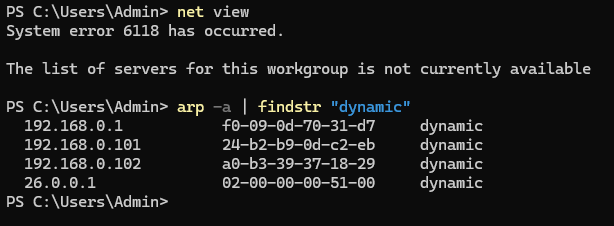 PS C:\Users\Admin> net view
System error 6118 has occurred.
The list of servers for this workgroup is not currently available
PS C:\Users\Admin> arp -a | findstr "dynamic"
192.168.0.1 f0-09-0d-70-31-d7 dynamic
192.168.0.101 24-b2-b9-0d-c2-eb dynamic
192.168.0.102 a0-b3-39-37-18-29 dynamic
26.0.0.1 02-00-00-00-51-00 dynamic
PS C:\Users\Admin>